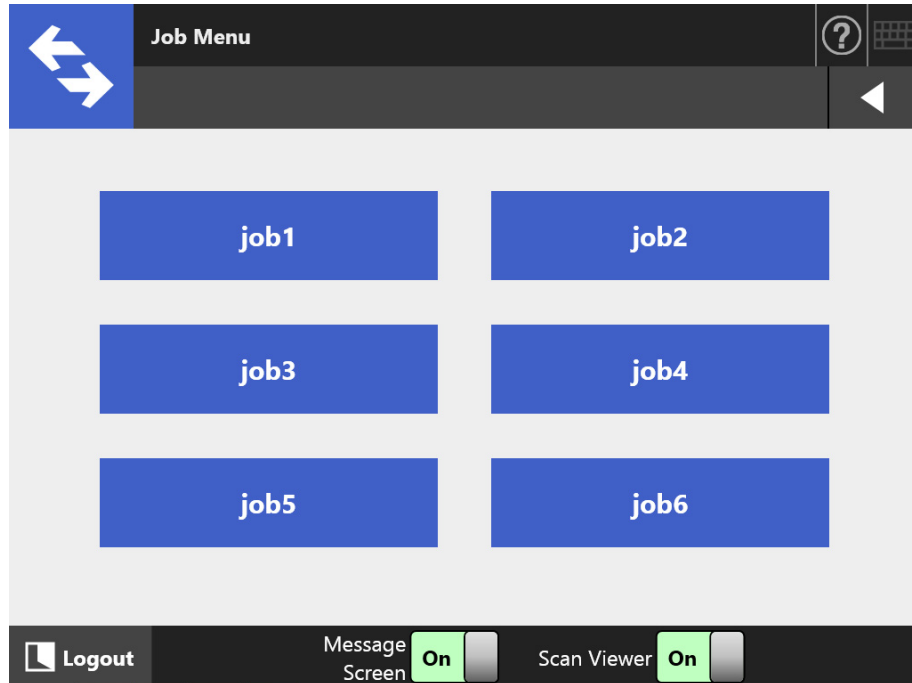 Job Menu
?
job1
job2
job3
job4
job5
job6
Logout
Message
Screen
On
Scan Viewer
On